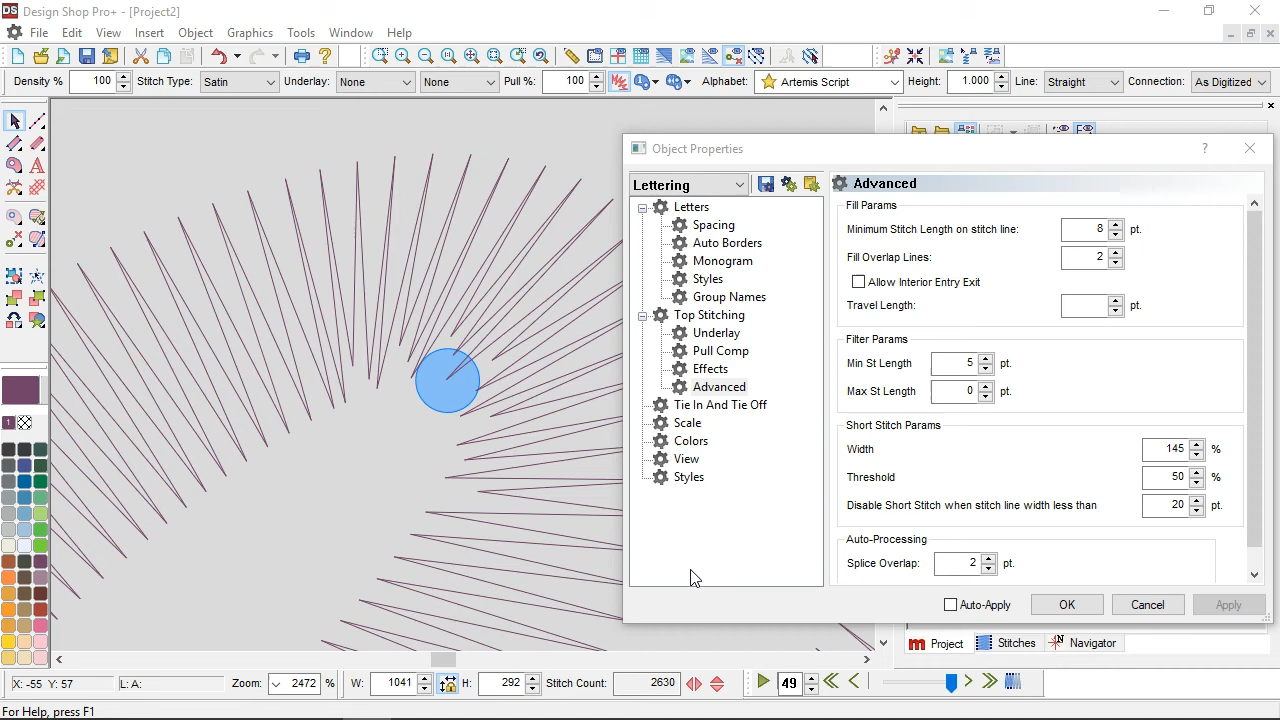 DS Design Shop Pro+ - [Project2]
File Edit View Insert Object Graphics Tools Window Help
Density % 100 Stitch Type: Satin Underlay: None None Pull %: 100 Alphabet: Artemis Script Height: 1.000 Line: Straight Connection: As Digitized
Object Properties ?
Lettering
Letters
Spacing
Auto Borders
Monogram
Styles
Group Names
Top Stitching
Underlay
Pull Comp
Effects
Advanced
Tie In And Tie Off
Scale
Colors
View
Styles
Advanced
Fill Params
Minimum Stitch Length on stitch line: 8 pt.
Fill Overlap Lines: 2
Allow Interior Entry Exit
Travel Length: pt.
Filter Params
Min St Length 5 pt.
Max St Length 0 pt.
Short Stitch Params
Width 145 %
Threshold 50 %
Disable Short Stitch when stitch line width less than 20 pt.
Auto-Processing
Splice Overlap: 2 pt.
Auto-Apply OK Cancel Apply
1
m Project Stitches N Navigator
X: -55 Y: 57 L: A: Zoom: 2472 % W: 1041 H: 292 Stitch Count: 2630 49
For Help, press F1